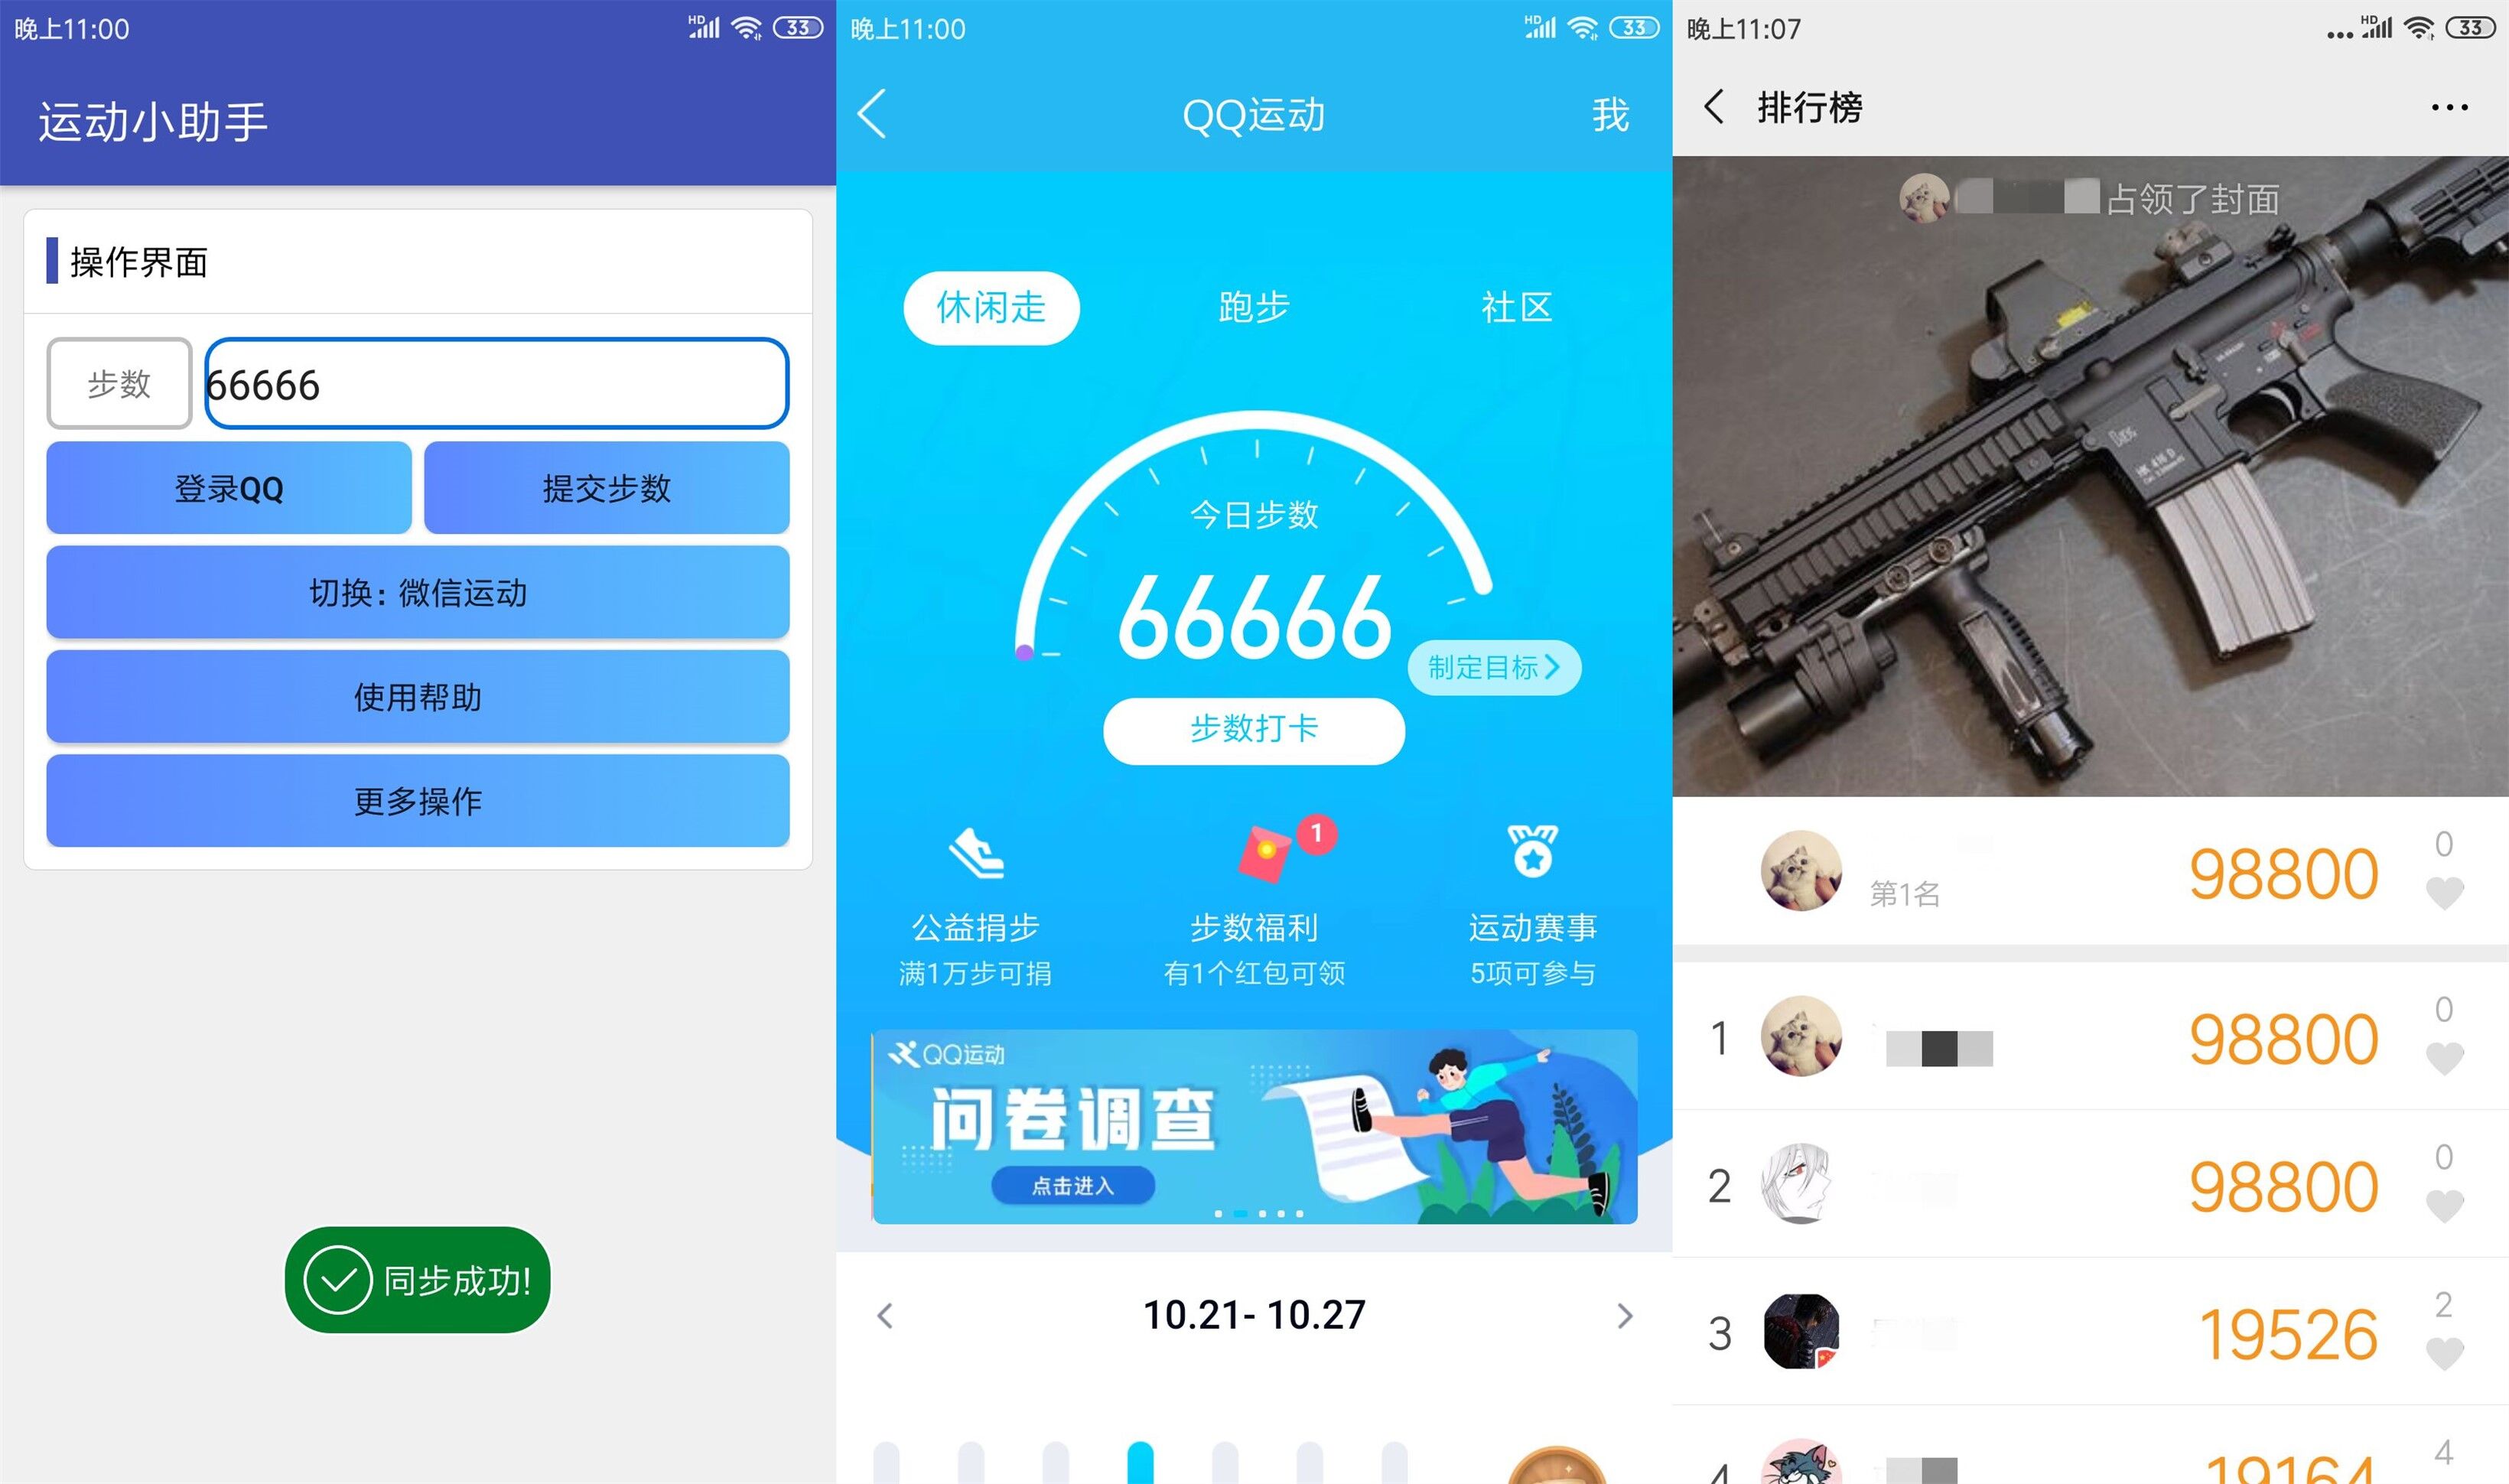 晚上11:00
HD
33
运动小助手
操作界面
步数
66666
登录QQ
提交步数
切换:微信运动
使用帮助
更多操作
同步成功!
晚上11:00
HD
33
QQ运动
我
休闲走
跑步
社区
今日步数
66666
制定目标
步数打卡
1
公益捐步
步数福利
运动赛事
满1万步可捐
有1个红包可领
5项可参与
QQ运动
问卷调查
点击进入
10.21- 10.27
晚上11:07
HD
33
排行榜
占领了封面
HK 416 D
第1名
98800
0
1
98800
0
2
98800
0
3
19526
2
4
19164
4